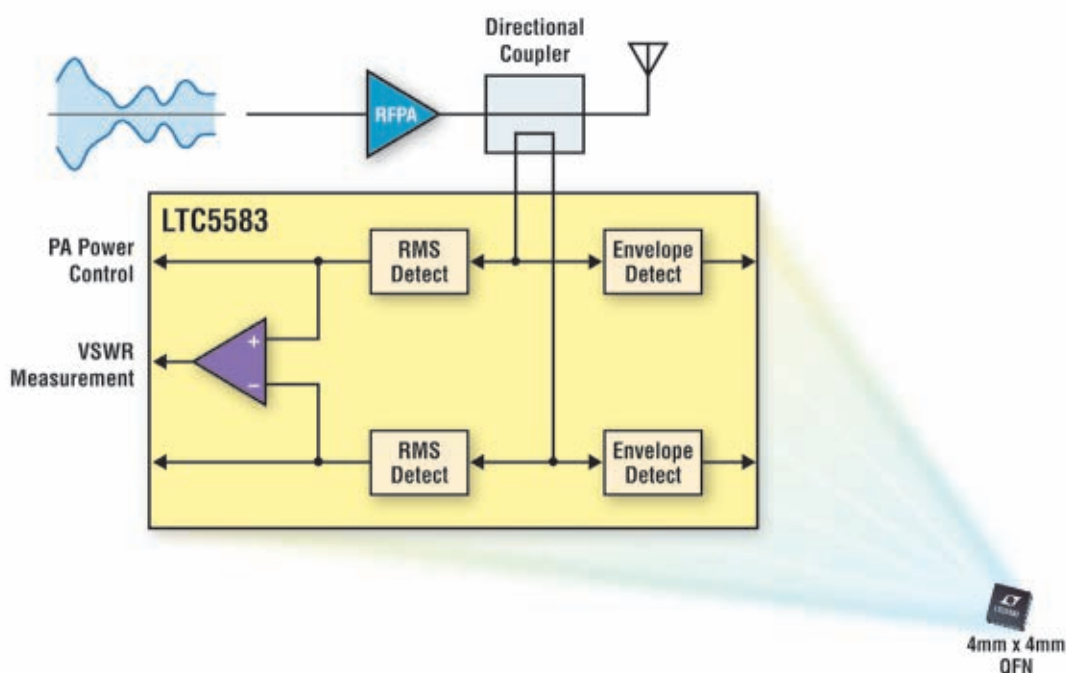 Directional
Coupler
RFPA
LTC5583
PA Power
Control
RMS
Detect
Envelope
Detect
+
VSWR
Measurement
−
RMS
Detect
Envelope
Detect
4mm x 4mm
QFN